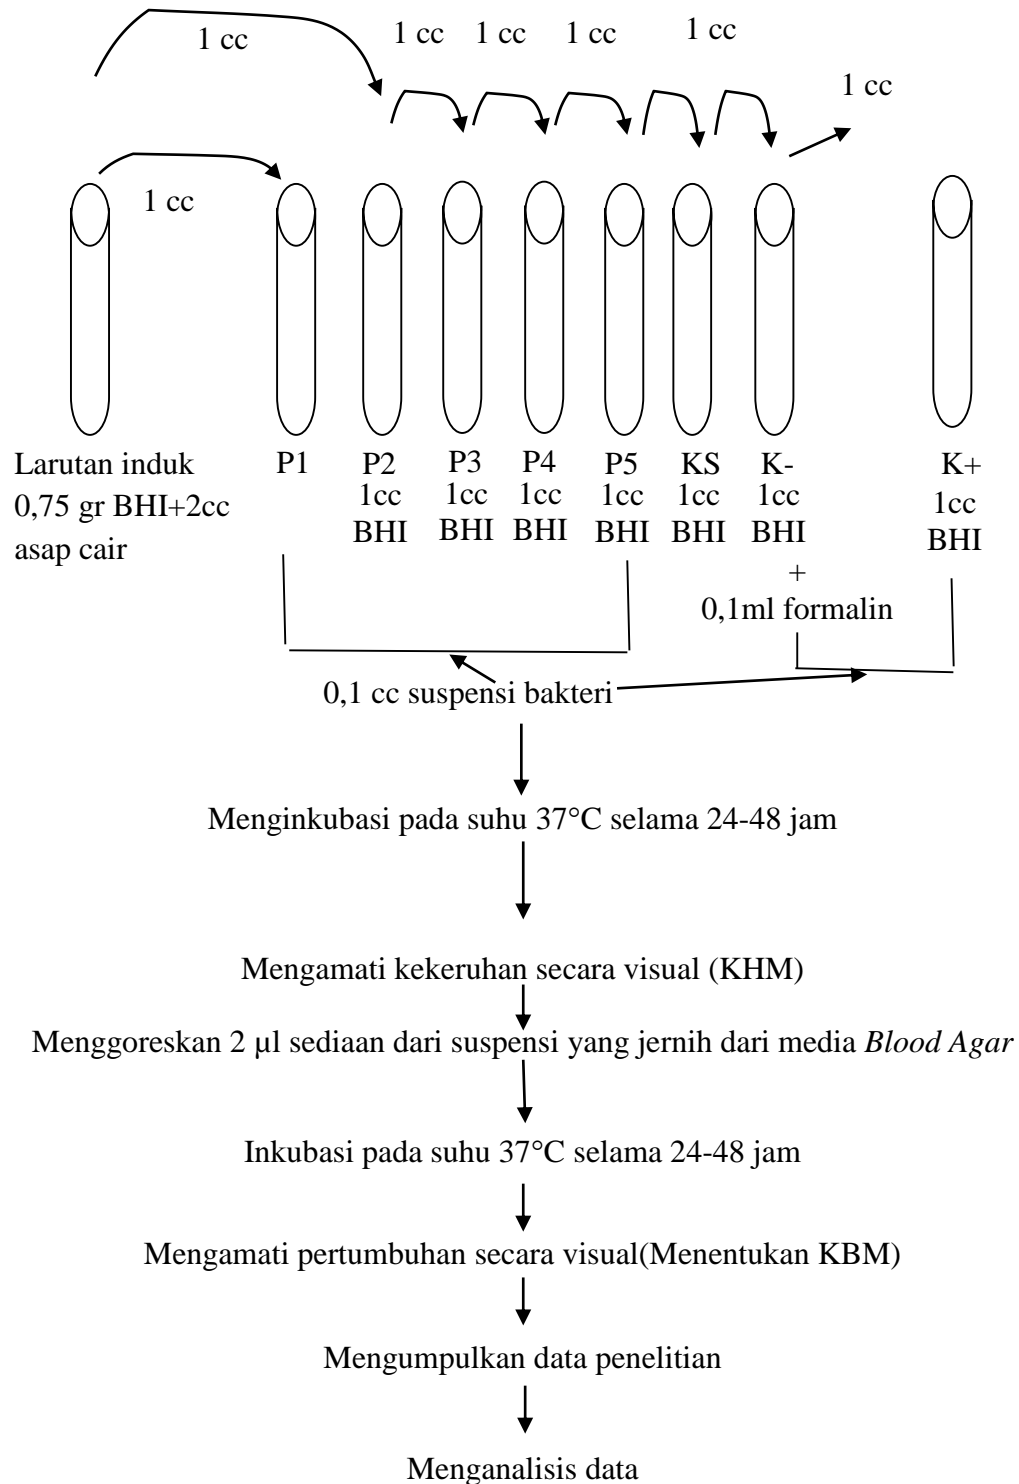 1 cc
1 cc
1 cc
1 cc
1 cc
1 cc
1 cc
Larutan induk
0,75 gr BHI+2cc
asap cair
P1
P2
1cc
BHI
P3
1cc
BHI
P4
1cc
BHI
P5
1cc
BHI
KS
1cc
BHI
K-
1cc
BHI
+
0,1ml formalin
K+
1cc
BHI
0,1 cc suspensi bakteri
Menginkubasi pada suhu 37°C selama 24-48 jam
Mengamati kekeruhan secara visual (KHM)
Menggoreskan 2 µl sediaan dari suspensi yang jernih dari media Blood Agar
Inkubasi pada suhu 37°C selama 24-48 jam
Mengamati pertumbuhan secara visual(Menentukan KBM)
Mengumpulkan data penelitian
Menganalisis data